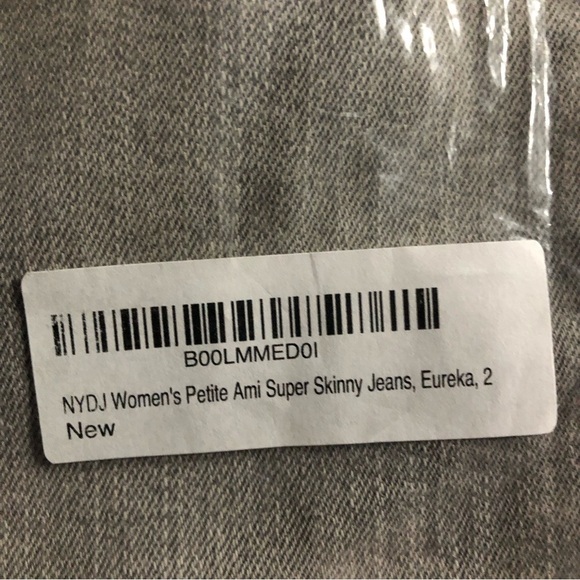 B00LMMED0I
NYDJ Women's Petite Ami Super Skinny Jeans, Eureka, 2
New